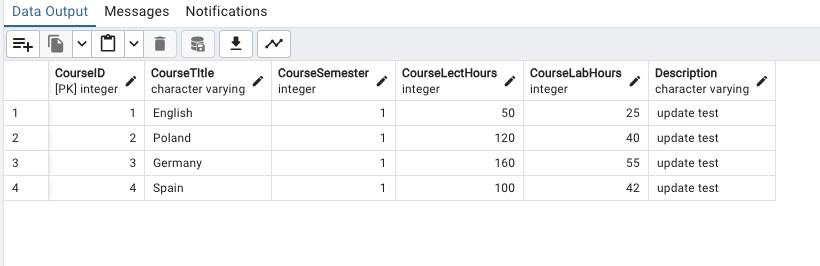 Data Output Messages Notifications
CourseID CourseTItle CourseSemester CourseLectHours CourseLabHours Description
[PK] integer character varying integer integer integer character varying
1 1 English 1 50 25 update test
2 2 Poland 1 120 40 update test
3 3 Germany 1 160 55 update test
4 4 Spain 1 100 42 update test